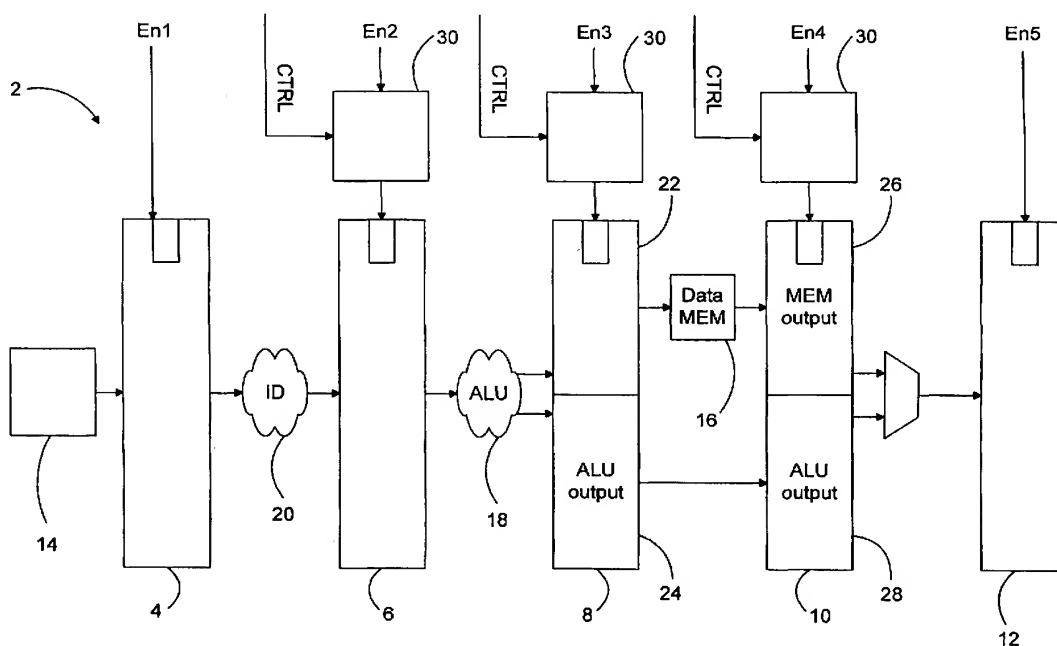 En1
En2
30
En3
30
En4
30
En5
2
CTRL
CTRL
CTRL
22
26
Data
MEM
MEM
output
ID
ALU
16
20
18
ALU
output
ALU
output
14
24
28
4
6
8
10
12